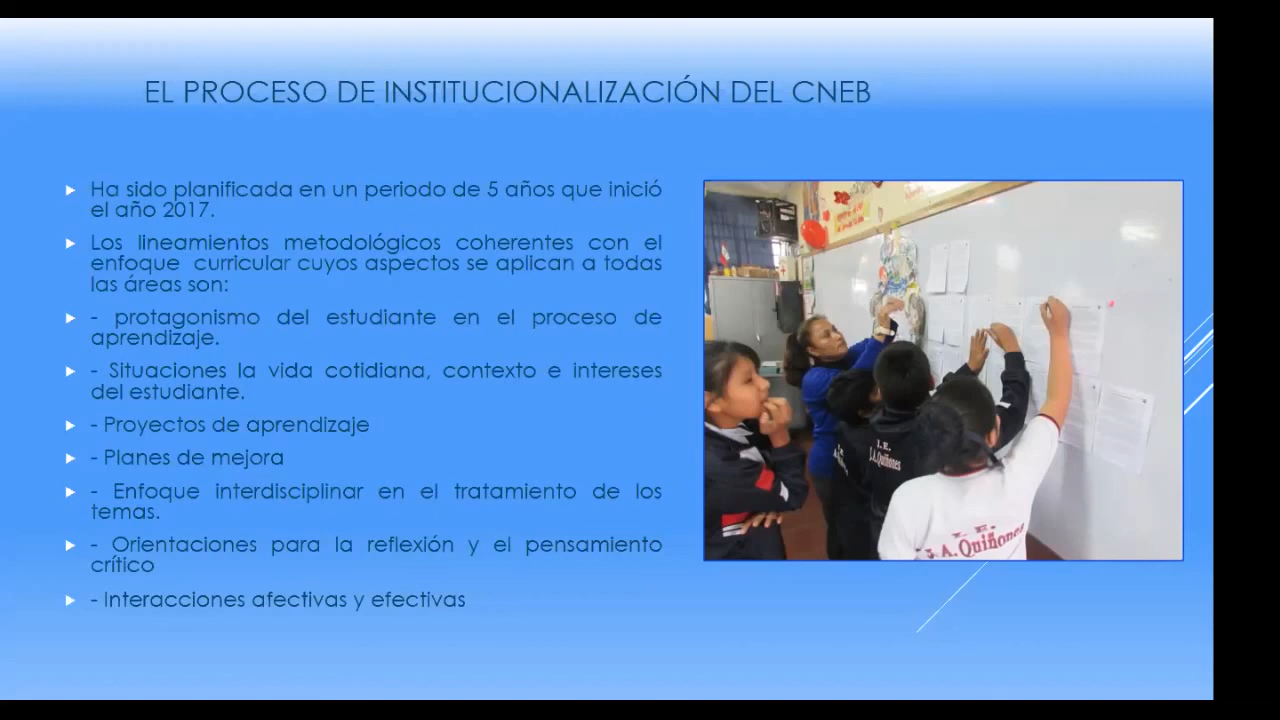 EL PROCESO DE INSTITUCIONALIZACIÓN DEL CNEB
Ha sido planificada en un periodo de 5 años que inició
el año 2017.
Los lineamientos metodológicos coherentes con el
enfoque curricular cuyos aspectos se aplican a todas
las áreas son:
- protagonismo del estudiante en el proceso de
aprendizaje.
- Situaciones la vida cotidiana, contexto e intereses
del estudiante.
- Proyectos de aprendizaje
- Planes de mejora
- Enfoque interdisciplinar en el tratamiento de los
temas.
- Orientaciones para la reflexión y el pensamiento
crítico
- Interacciones afectivas y efectivas
I.E.
J.A.Quiñones
I.E.
J.A. Quiñones